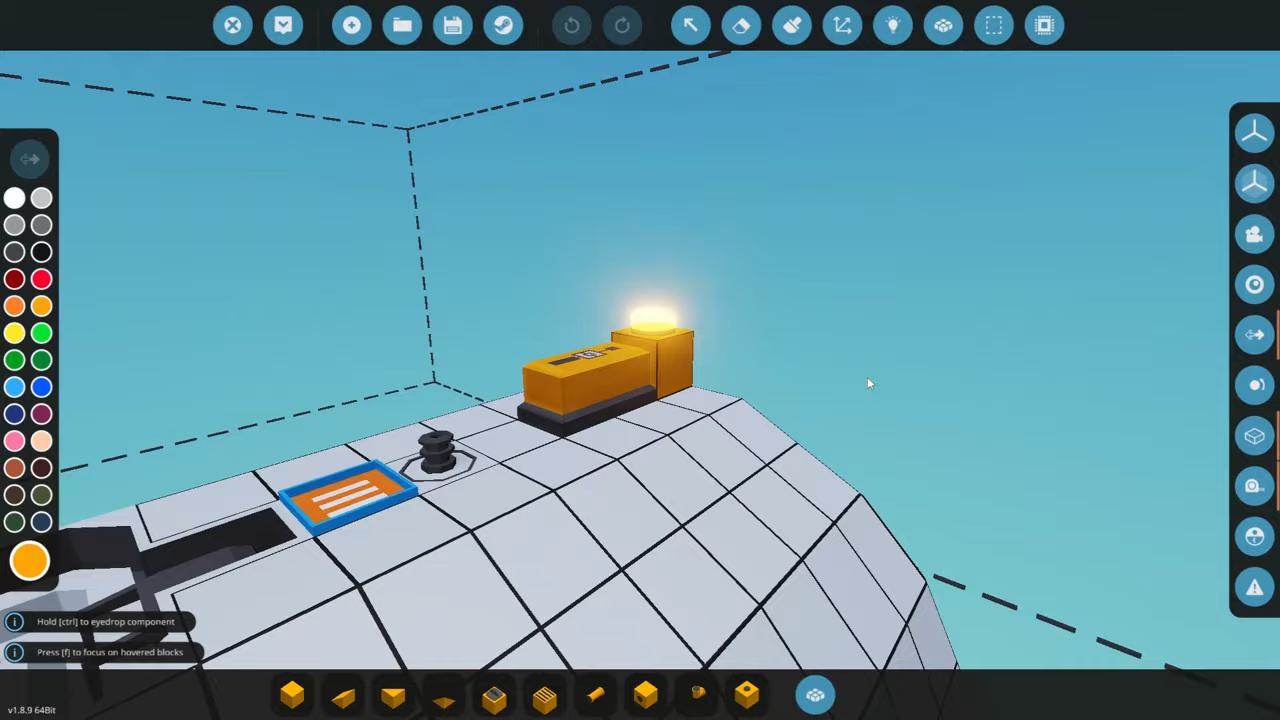 Hold [ctrl] to eyedrop component
Press [f] to focus on hovered blocks
v1.8.9 64Bit